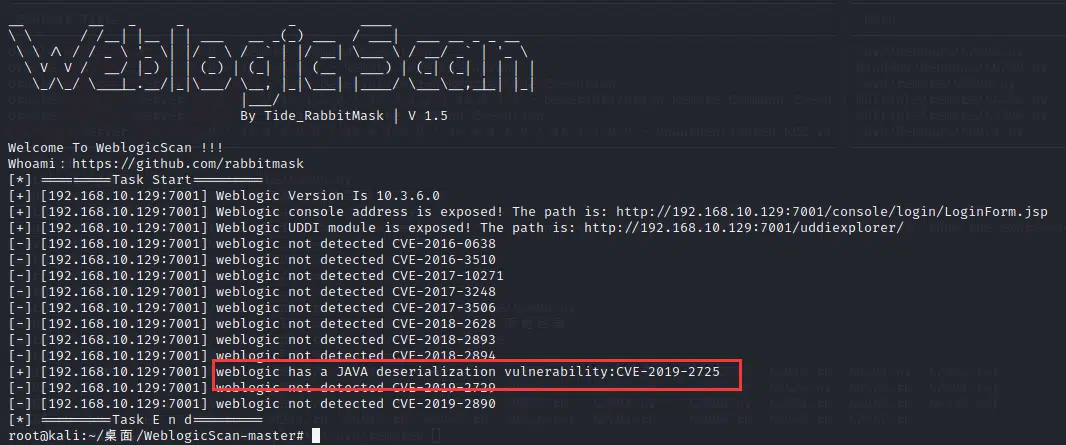 WeblogicScan
By Tide_RabbitMask | V 1.5
Welcome To WeblogicScan !!!
Whoami：https://github.com/rabbitmask
[*] =========Task Start=========
[+] [192.168.10.129:7001] Weblogic Version Is 10.3.6.0
[+] [192.168.10.129:7001] Weblogic console address is exposed! The path is: http://192.168.10.129:7001/console/login/LoginForm.jsp
[+] [192.168.10.129:7001] Weblogic UDDI module is exposed! The path is: http://192.168.10.129:7001/uddiexplorer/
[-] [192.168.10.129:7001] weblogic not detected CVE-2016-0638
[-] [192.168.10.129:7001] weblogic not detected CVE-2016-3510
[-] [192.168.10.129:7001] weblogic not detected CVE-2017-10271
[-] [192.168.10.129:7001] weblogic not detected CVE-2017-3248
[-] [192.168.10.129:7001] weblogic not detected CVE-2017-3506
[-] [192.168.10.129:7001] weblogic not detected CVE-2018-2628
[-] [192.168.10.129:7001] weblogic not detected CVE-2018-2893
[-] [192.168.10.129:7001] weblogic not detected CVE-2018-2894
[+] [192.168.10.129:7001] weblogic has a JAVA deserialization vulnerability:CVE-2019-2725
[-] [192.168.10.129:7001] weblogic not detected CVE-2019-2729
[-] [192.168.10.129:7001] weblogic not detected CVE-2019-2890
[*] =========Task E n d=========
root@kali:~/桌面/WeblogicScan-master#